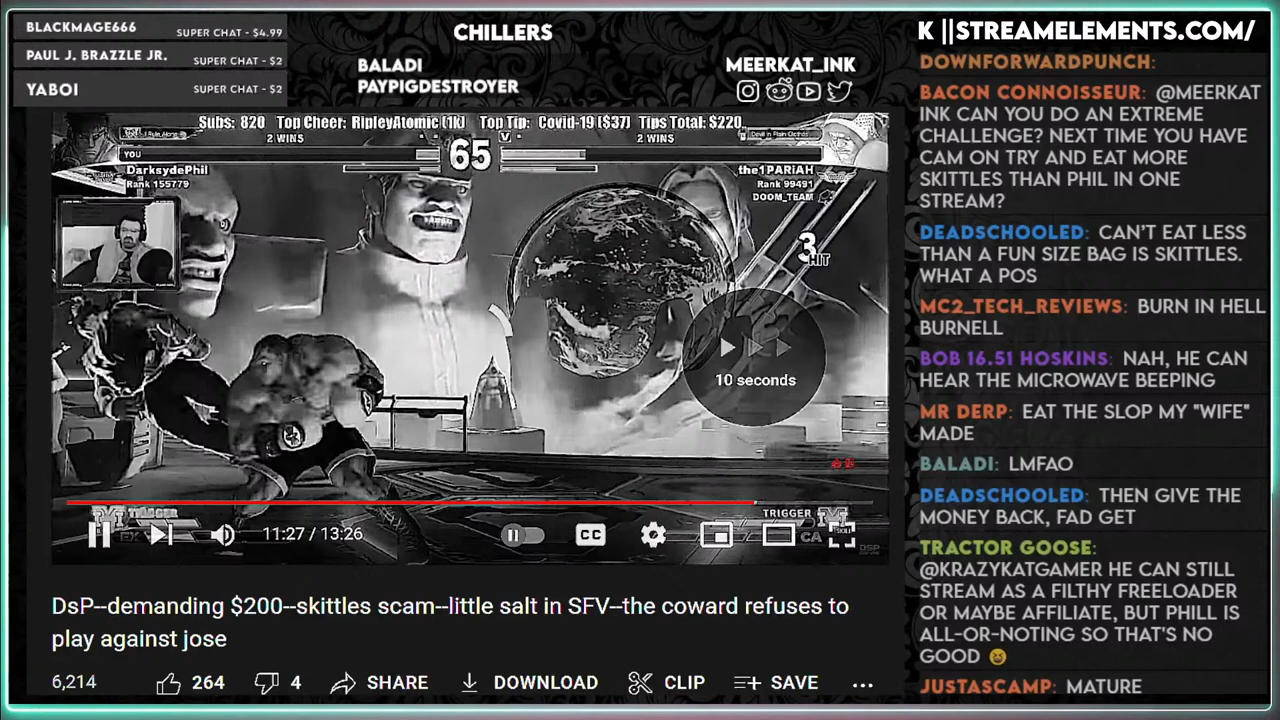 BLACKMAGE666 SUPER CHAT - $4.99
PAUL J. BRAZZLE JR. SUPER CHAT - $2
YABOI SUPER CHAT - $2
CHILLERS
BALADI
PAYPIGDESTROYER
MEERKAT_INK
K ||STREAMELEMENTS.COM/
Subs: 820 Top Cheer: RipleyAtomic (1k) Top Tip: Covid-19 ($37) Tips Total: $220
2 WINS
V
2 WINS
YOU
65
DarksydePhil
Rank 155779
the1PARIAH
Rank 99491
DOOM_TEAM
3 HIT
10 seconds
TRIGGER
TRIGGER
EX
CA
11:27 / 13:26
CC
DSP
DsP--demanding $200--skittles scam--little salt in SFV--the coward refuses to
play against jose
6,214 264 4 SHARE DOWNLOAD CLIP SAVE ...
DOWNFORWARDPUNCH:
BACON CONNOISSEUR: @MEERKAT
INK CAN YOU DO AN EXTREME
CHALLENGE? NEXT TIME YOU HAVE
CAM ON TRY AND EAT MORE
SKITTLES THAN PHIL IN ONE
STREAM?
DEADSCHOOLED: CAN'T EAT LESS
THAN A FUN SIZE BAG IS SKITTLES.
WHAT A POS
MC2_TECH_REVIEWS: BURN IN HELL
BURNELL
BOB 16.51 HOSKINS: NAH, HE CAN
HEAR THE MICROWAVE BEEPING
MR DERP: EAT THE SLOP MY "WIFE"
MADE
BALADI: LMFAO
DEADSCHOOLED: THEN GIVE THE
MONEY BACK, FAD GET
TRACTOR GOOSE:
@KRAZYKATGAMER HE CAN STILL
STREAM AS A FILTHY FREELOADER
OR MAYBE AFFILIATE, BUT PHILL IS
ALL-OR-NOTING SO THAT'S NO
GOOD 😆
JUSTASCAMP: MATURE